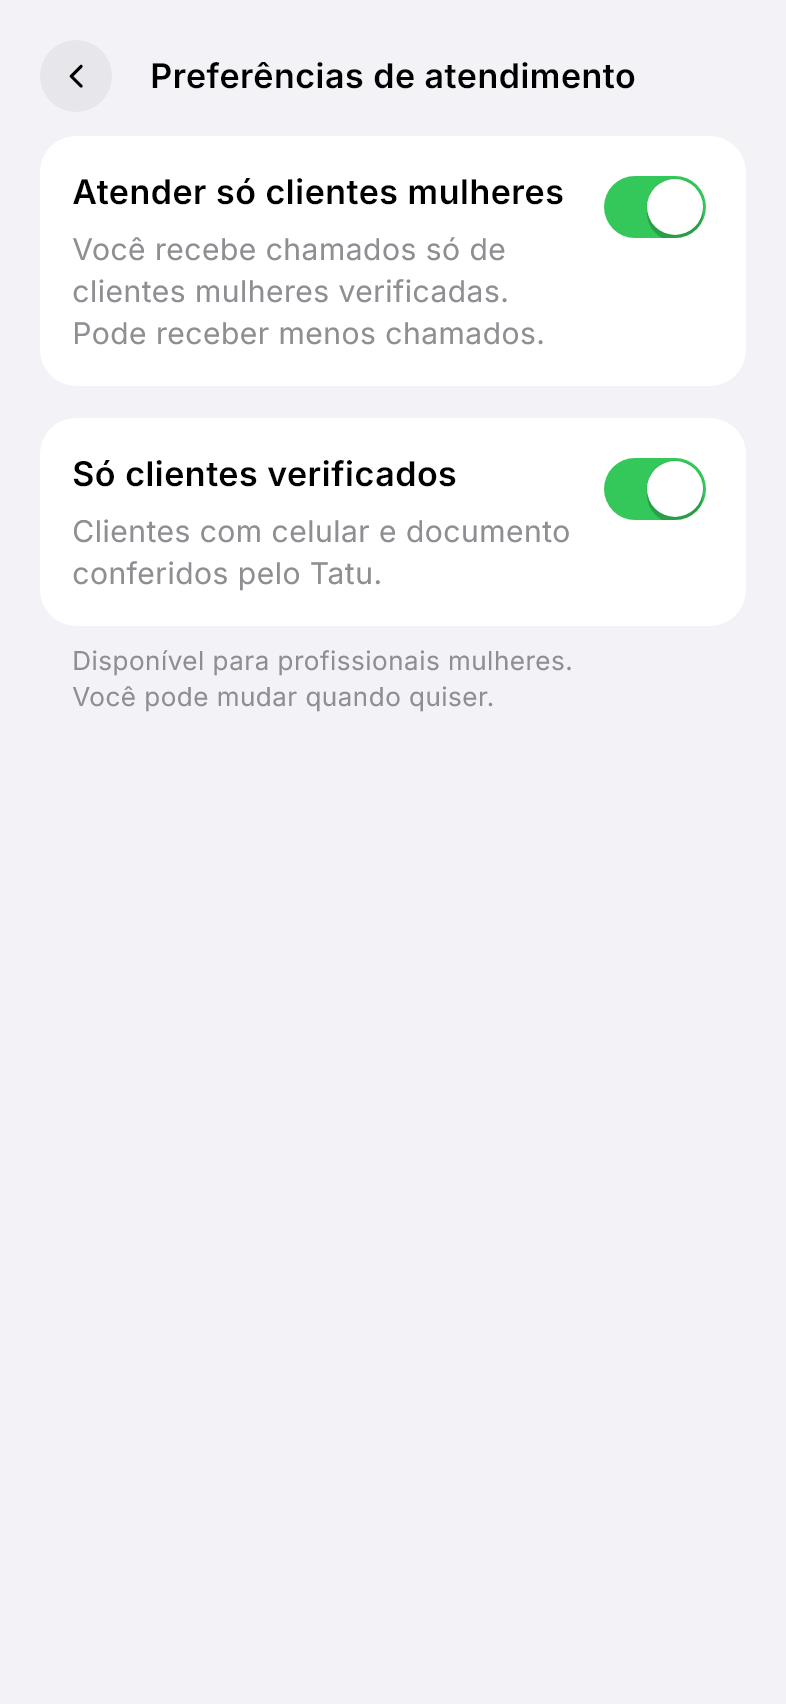 Preferências de atendimento
Atender só clientes mulheres
Você recebe chamados só de
clientes mulheres verificadas.
Pode receber menos chamados.
Só clientes verificados
Clientes com celular e documento
conferidos pelo Tatu.
Disponível para profissionais mulheres.
Você pode mudar quando quiser.